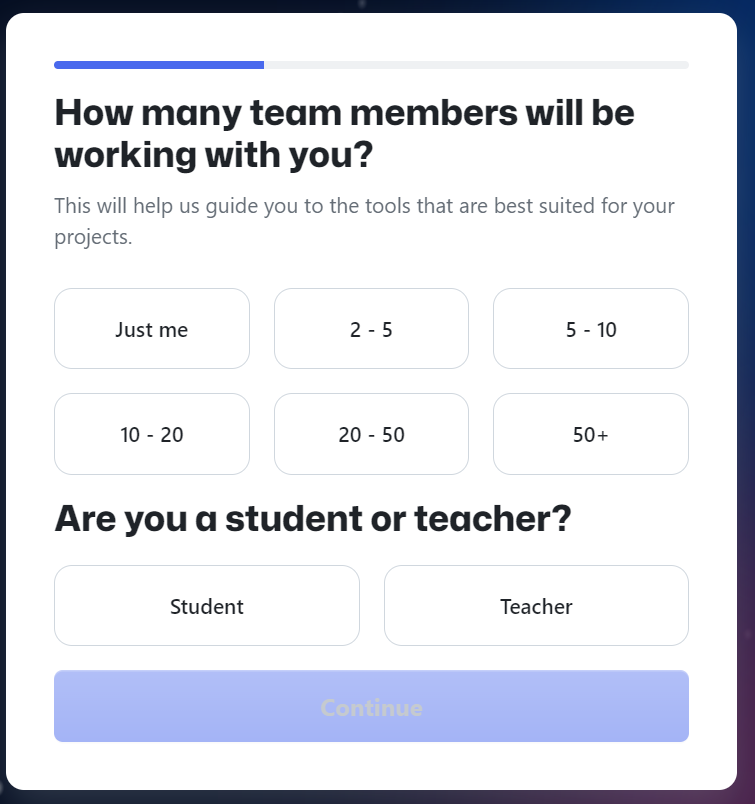 How many team members will be
working with you?
This will help us guide you to the tools that are best suited for your
projects.
Just me
2 - 5
5 - 10
10 - 20
20 - 50
50+
Are you a student or teacher?
Student
Teacher
Continue